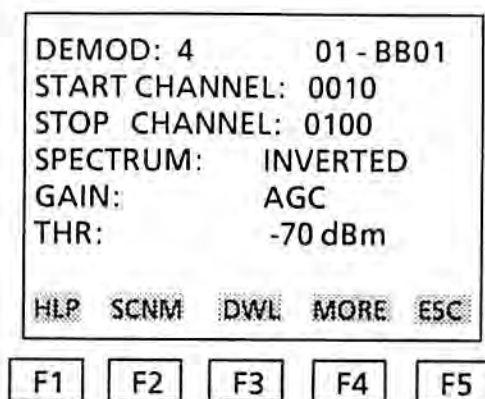 DEMOD: 4 01 - BB01
START CHANNEL: 0010
STOP CHANNEL: 0100
SPECTRUM: INVERTED
GAIN: AGC
THR: -70 dBm
HLP SCNM DWL MORE ESC
F1 F2 F3 F4 F5